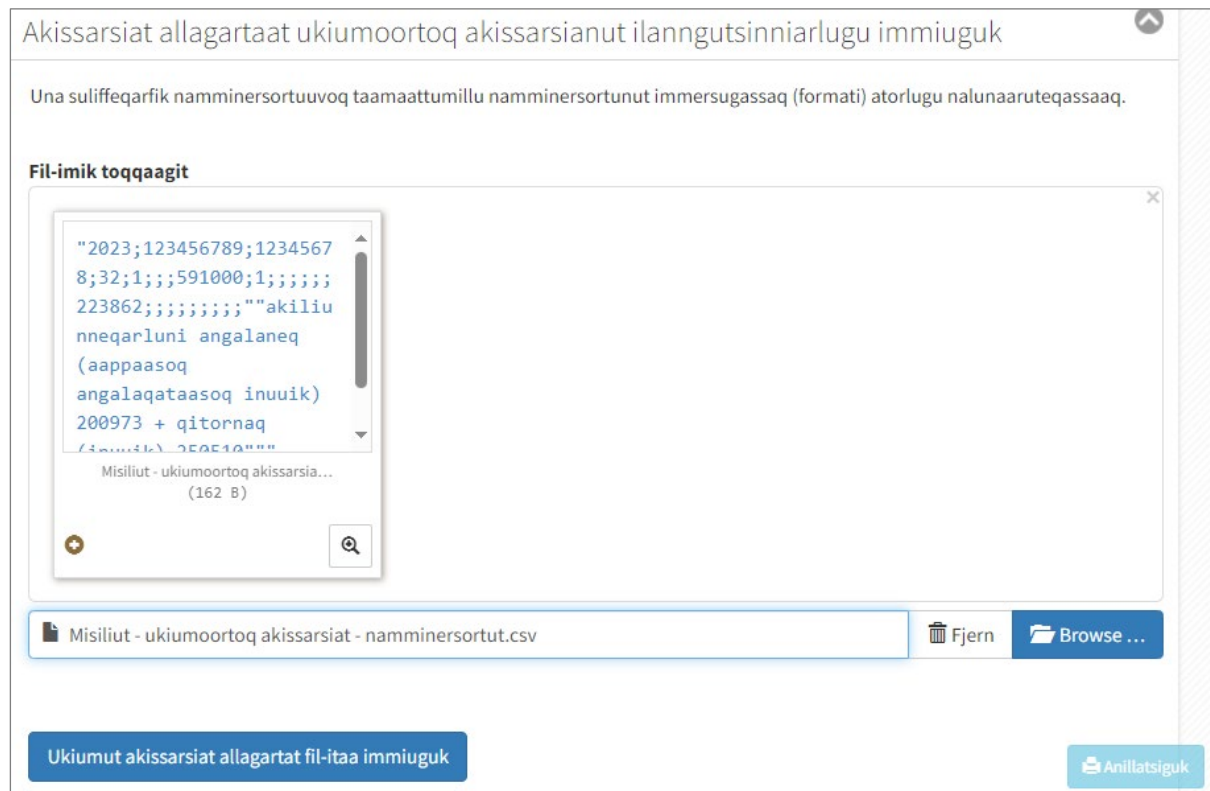 Akissarsiat allagartaat ukiumoortoq akissarsianut ilanngutsinniarlugu immiuguk
Una suliffeqarfik namminersortuuvoq taamaattumillu namminersortunut immersugassaq (formati) atorlugu nalunaaruteqassaaq.
Fil-imik toqqaagit
"2023;123456789;1234567
8;32;1;;;591000;1;;;;;;
223862;;;;;;;;;""akiliu
nneqarluni angalaneq
(aappaasoq
angalaqataasoq inuuik)
200973 + qitornaq
(inuuik) 250510"""
Misiliut - ukiumoortoq akissarsia...
(162 B)
Misiliut - ukiumoortoq akissarsiat - namminersortut.csv
Fjern
Browse ...
Ukiumut akissarsiat allagartat fil-itaa immiuguk
Anillatsiguk